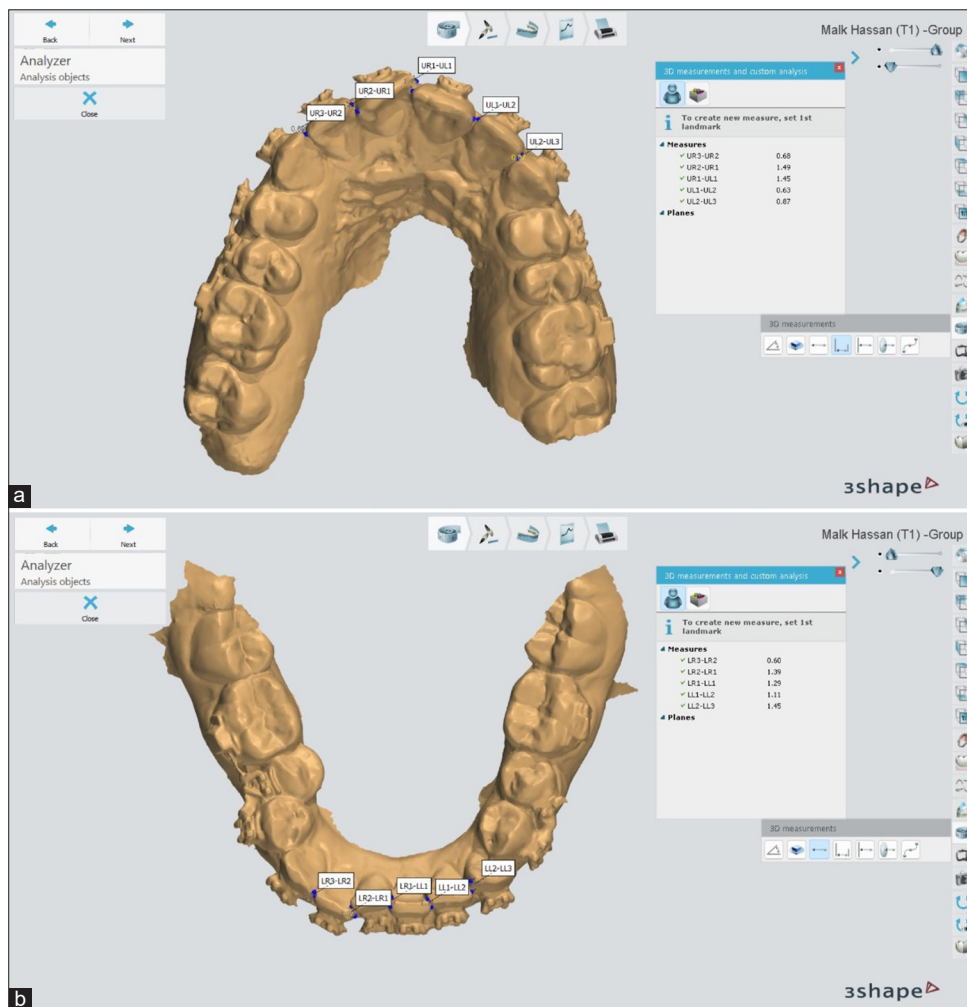 Back Next
Analyzer
Analysis objects
Close
Malk Hassan (T1) -Group
3D measurements and custom analysis
To create new measure, set 1st
landmark
Measures
UR3-UR2 0.68
UR2-UR1 1.49
UR1-UL1 1.45
UL1-UL2 0.63
UL2-UL3 0.87
Planes
3D measurements
UR1-UL1
UR2-UR1
UR3-UR2
UL1-UL2
UL2-UL3
3shape
a
Back Next
Analyzer
Analysis objects
Close
Malk Hassan (T1) -Group
3D measurements and custom analysis
To create new measure, set 1st
landmark
Measures
LR3-LR2 0.60
LR2-LR1 1.39
LR1-LL1 1.29
LL1-LL2 1.11
LL2-LL3 1.45
Planes
3D measurements
LL2-LL3
LR3-LR2
LR1-LL1
LL1-LL2
LR2-LR1
3shape
b